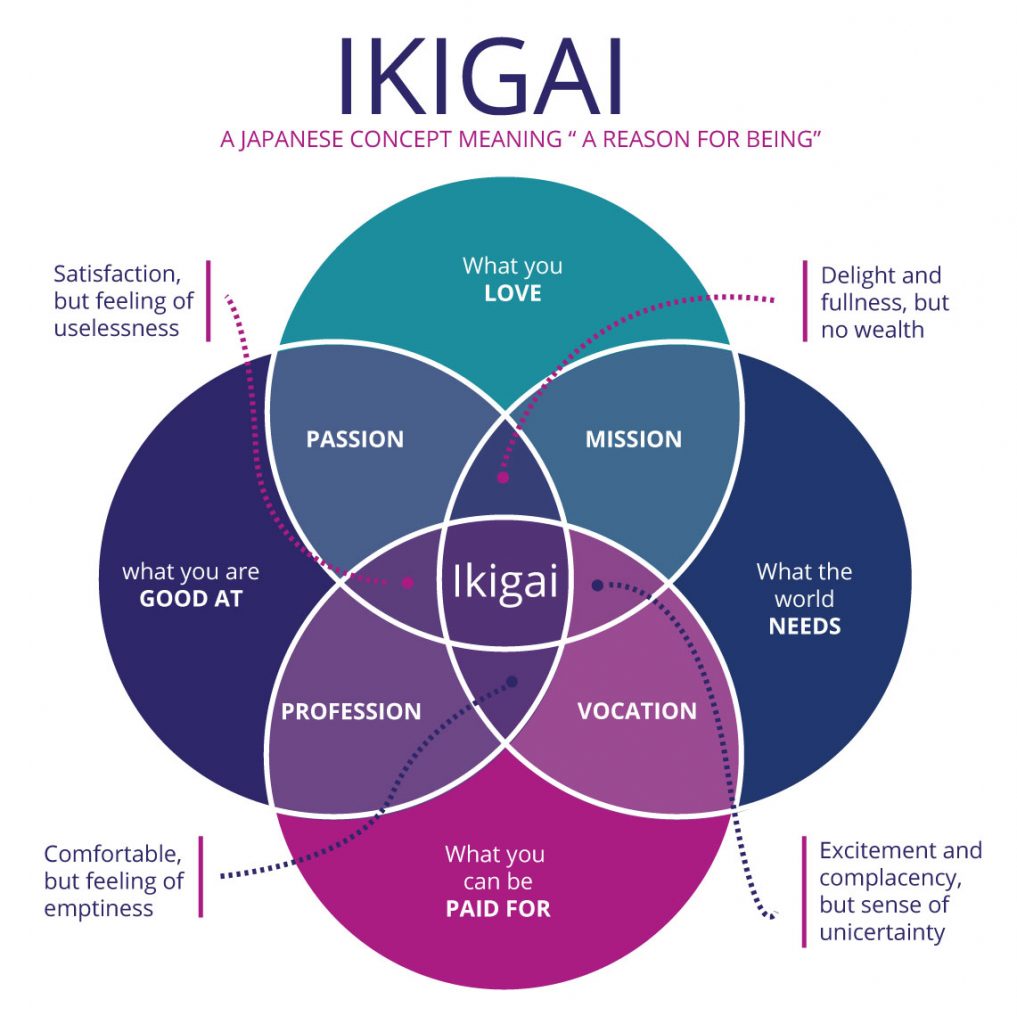 IKIGAI
A JAPANESE CONCEPT MEANING “ A REASON FOR BEING”
Satisfaction,
but feeling of
uselessness
What you
LOVE
Delight and
fullness, but
no wealth
PASSION
MISSION
what you are
GOOD AT
Ikigai
What the
world
NEEDS
PROFESSION
VOCATION
Comfortable,
but feeling of
emptiness
What you
can be
PAID FOR
Excitement and
complacency,
but sense of
unicertainty